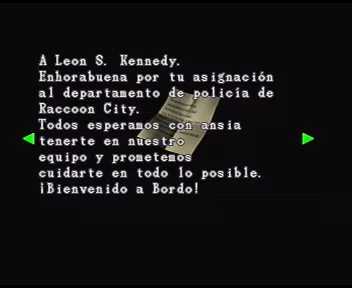 A Leon S. Kennedy.
Enhorabuena por tu asignación
al departamento de policía de
Raccoon City.
Todos esperamos con ansia
tenerte en nuestro
equipo y prometemos
cuidarte en todo lo posible.
¡Bienvenido a Bordo!